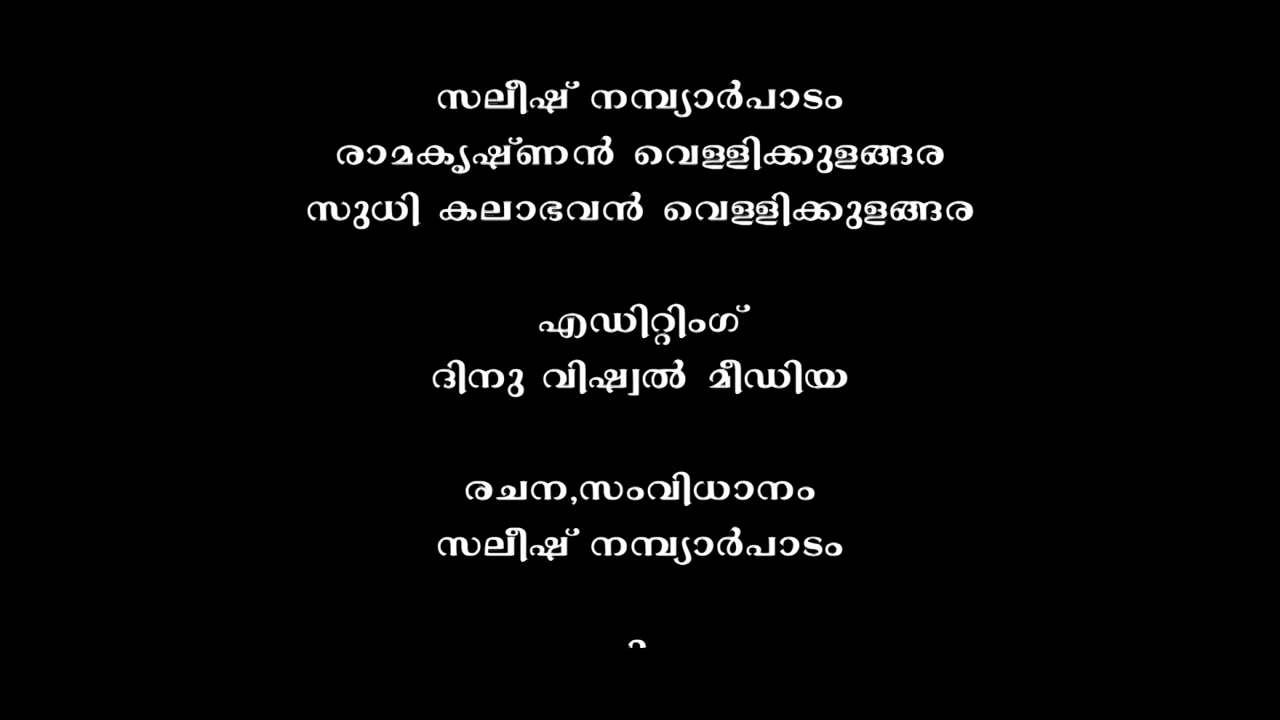 സലീഷ് നമ്പ്യാർപാടം
രാമകൃഷ്ണൻ വെള്ളിക്കുളങ്ങര
സുധി കലാഭവൻ വെള്ളിക്കുളങ്ങര
എഡിറ്റിംഗ്
ദിനു വിഷ്വൽ മീഡിയ
രചന,സംവിധാനം
സലീഷ് നമ്പ്യാർപാടം